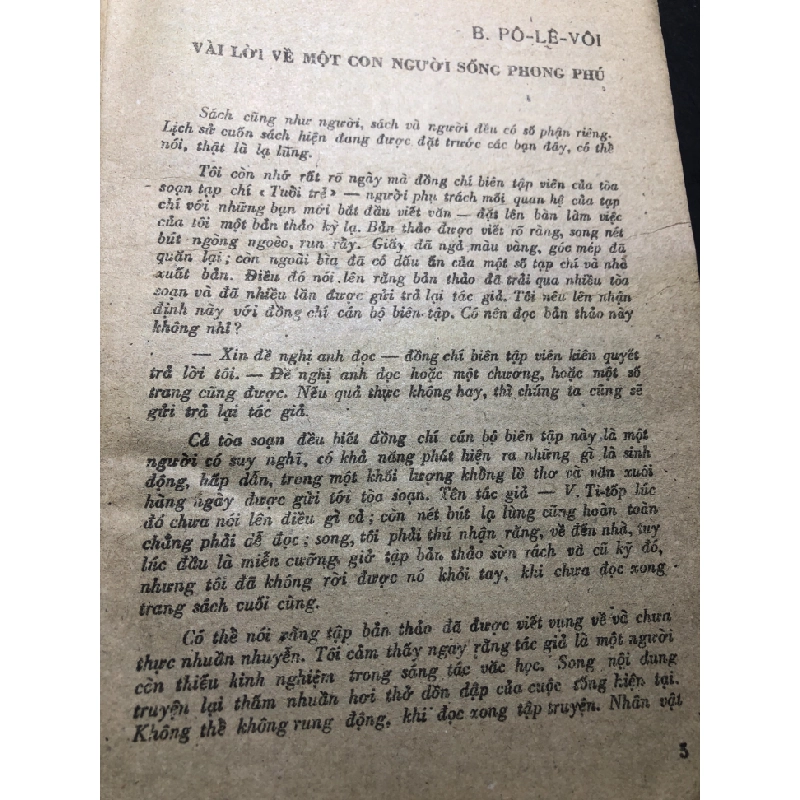 B. PÔ-LÊ-VÔI
VÀI LỜI VỀ MỘT CON NGƯỜI SỐNG PHONG PHÚ
Sách cũng như người, sách và người đều có số phận riêng.
Lịch sử cuốn sách hiện đang được đặt trước các bạn đây, có thể
nói, thật là lạ lùng.
Tôi còn nhớ rất rõ ngày mà đồng chí biên tập viên của tòa
soạn tạp chí «Tuổi trẻ» — người phụ trách mối quan hệ của tạp
chí với những bạn mới bắt đầu viết văn — đặt lên bàn làm việc
của tôi một bản thảo kỳ lạ. Bản thảo được viết rõ ràng, song nét
bút ngòng ngoèo, run rẩy. Giấy đã ngả màu vàng, góc mép đã
quăn lại; còn ngoài bìa đã có dấu ấn của một số tạp chí và nhà
xuất bản. Điều đó nói lên rằng bản thảo đã trải qua nhiều tòa
soạn và đã nhiều lần được gửi trả lại tác giả. Tôi nêu lên nhận
định này với đồng chí cán bộ biên tập. Có nên đọc bản thảo này
không nhỉ?
— Xin đề nghị anh đọc — đồng chí biên tập viên kiên quyết
trả lời tôi. — Đề nghị anh đọc hoặc một chương, hoặc một số
trang cũng được. Nếu quả thực không hay, thì chúng ta cũng sẽ
gửi trả lại tác giả.
Cả tòa soạn đều biết đồng chí cán bộ biên tập này là một
người có suy nghĩ, có khả năng phát hiện ra những gì là sinh
động, hấp dẫn, trong một khối lượng khổng lồ thơ và văn xuôi
hàng ngày được gửi tới tòa soạn. Tên tác giả — V. Ti-tốp lúc
đó chưa nói lên điều gì cả; còn nét bút lạ lùng cũng hoàn toàn
chẳng phải dễ đọc; song, tôi phải thú nhận rằng, về đến nhà, tuy
lúc đầu là miễn cưỡng, giở tập bản thảo sờn rách và cũ kỹ đó,
nhưng tôi đã không rời được nó khỏi tay, khi chưa đọc xong
trang sách cuối cùng.
Có thể nói rằng tập bản thảo đã được viết vụng về và chưa
thực nhuần nhuyễn. Tôi cảm thấy ngay rằng tác giả là một người
còn thiếu kinh nghiệm trong sáng tác văc học. Song nội dung
truyện lại thấm nhuần hơi thở dồn dập của cuộc sống hiện tại.
Không thể không rung động, khi đọc xong tập truyện. Nhân vật
5